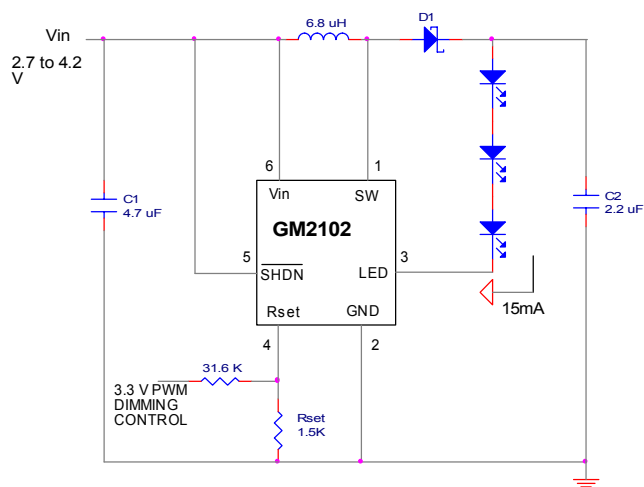 Vin
2.7 to 4.2
V
6.8 uH
D1
C1
4.7 uF
C2
2.2 uF
6
1
Vin
SW
GM2102
5
SHDN
LED
3
15mA
Rset
GND
4
2
31.6 K
3.3 V PWM
DIMMING
CONTROL
Rset
1.5K